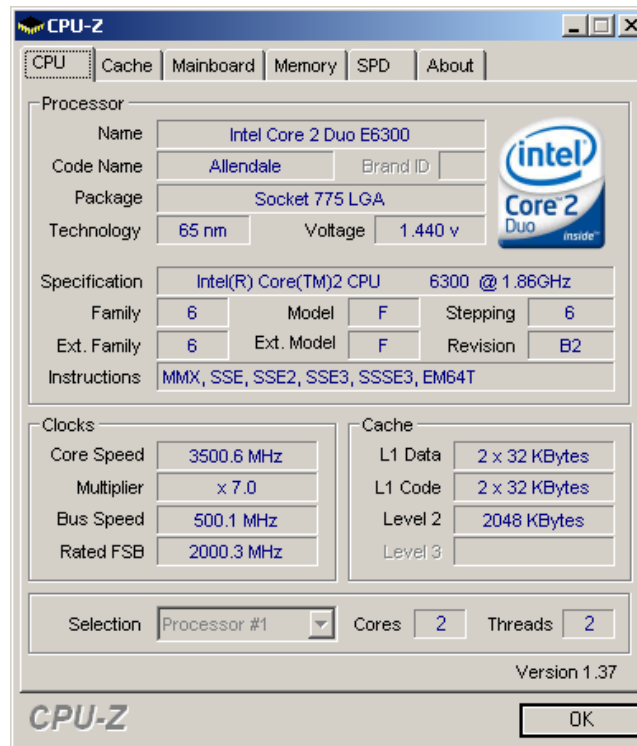 CPU-Z
CPU Cache Mainboard Memory SPD About
Processor
Name Intel Core 2 Duo E6300
Code Name Allendale Brand ID
Package Socket 775 LGA
Technology 65 nm Voltage 1.440 v
intel
Core™2
Duo inside™
Specification Intel(R) Core(TM)2 CPU 6300 @ 1.86GHz
Family 6 Model F Stepping 6
Ext. Family 6 Ext. Model F Revision B2
Instructions MMX, SSE, SSE2, SSE3, SSSE3, EM64T
Clocks Cache
Core Speed 3500.6 MHz L1 Data 2 x 32 KBytes
Multiplier x 7.0 L1 Code 2 x 32 KBytes
Bus Speed 500.1 MHz Level 2 2048 KBytes
Rated FSB 2000.3 MHz Level 3
Selection Processor #1 Cores 2 Threads 2
Version 1.37
CPU-Z OK